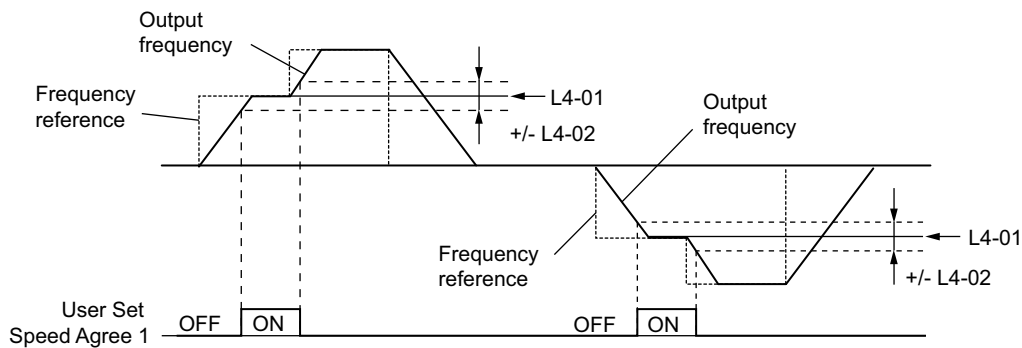 Output
frequency
Frequency
reference
L4-01
+/- L4-02
Output
frequency
Frequency
reference
L4-01
+/- L4-02
User Set
Speed Agree 1
OFF
ON
OFF
ON